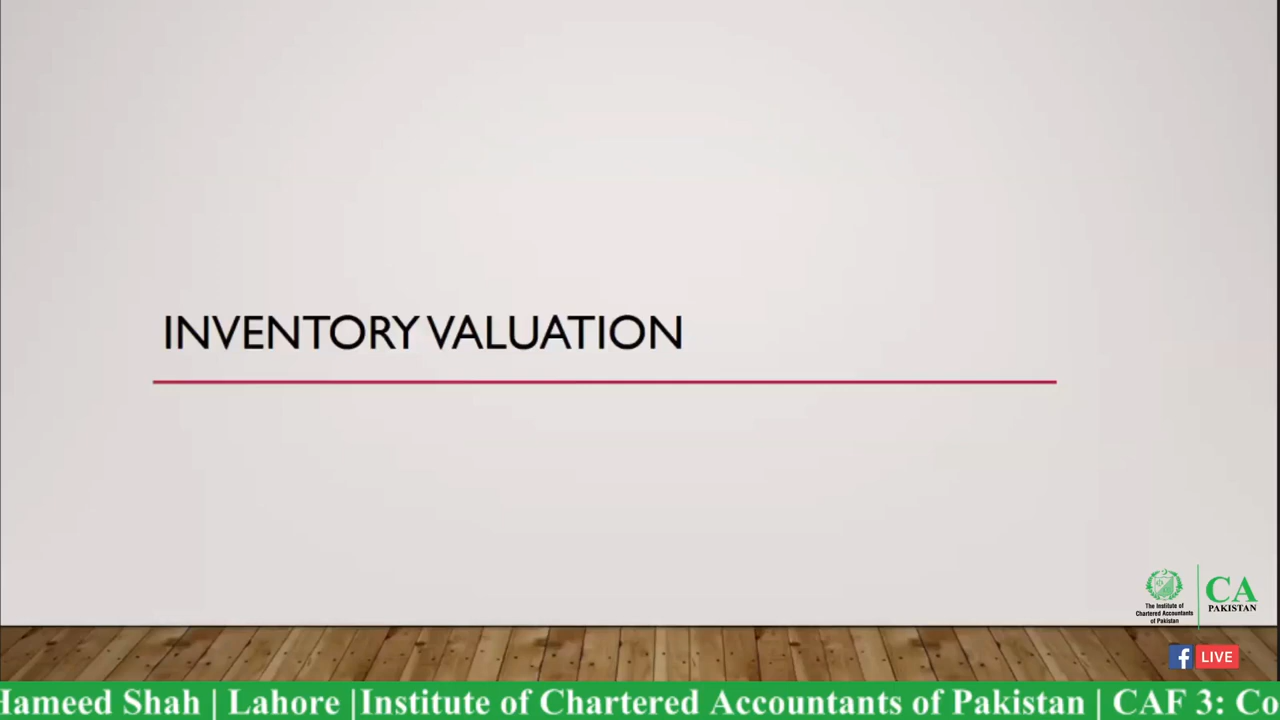 INVENTORY VALUATION
The Institute of
Chartered Accountants
of Pakistan
CA
PAKISTAN
f LIVE
Hameed Shah | Lahore |Institute of Chartered Accountants of Pakistan | CAF 3: Co